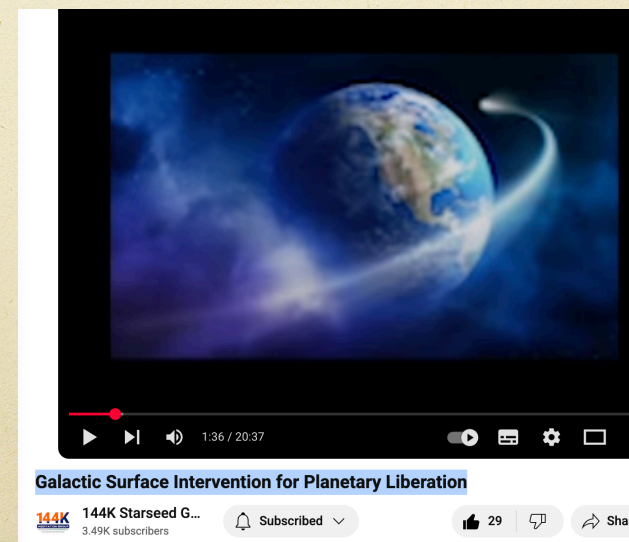 1:36 / 20:37
Galactic Surface Intervention for Planetary Liberation
144K
144K Starseed G...
3.49K subscribers
Subscribed
29
Sha